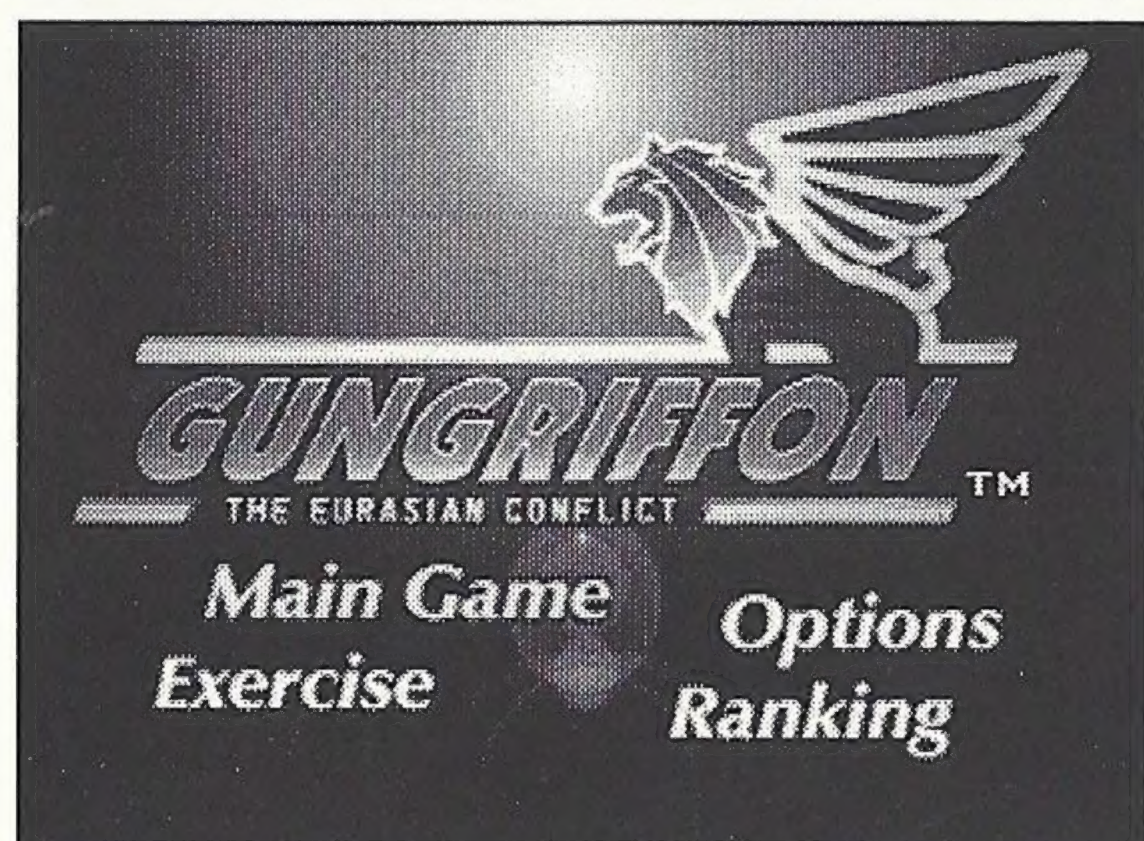 GUNGRIFFON TM
THE EURASIAN CONFLICT
Main Game
Options
Exercise
Ranking